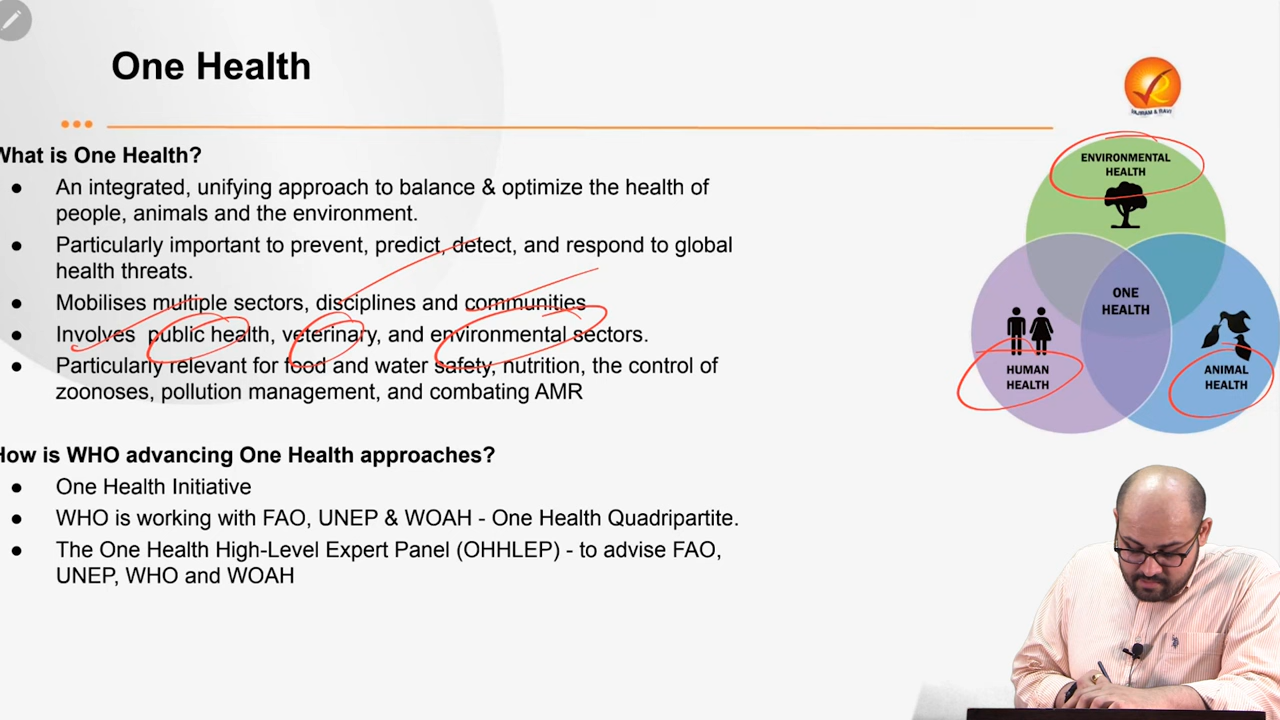 One Health
VAJIRAM & RAVI
What is One Health?
● An integrated, unifying approach to balance & optimize the health of
people, animals and the environment.
● Particularly important to prevent, predict, detect, and respond to global
health threats.
● Mobilises multiple sectors, disciplines and communities
● Involves public health, veterinary, and environmental sectors.
● Particularly relevant for food and water safety, nutrition, the control of
zoonoses, pollution management, and combating AMR
How is WHO advancing One Health approaches?
● One Health Initiative
● WHO is working with FAO, UNEP & WOAH - One Health Quadripartite.
● The One Health High-Level Expert Panel (OHHLEP) - to advise FAO,
UNEP, WHO and WOAH
ENVIRONMENTAL
HEALTH
ONE
HEALTH
HUMAN
HEALTH
ANIMAL
HEALTH